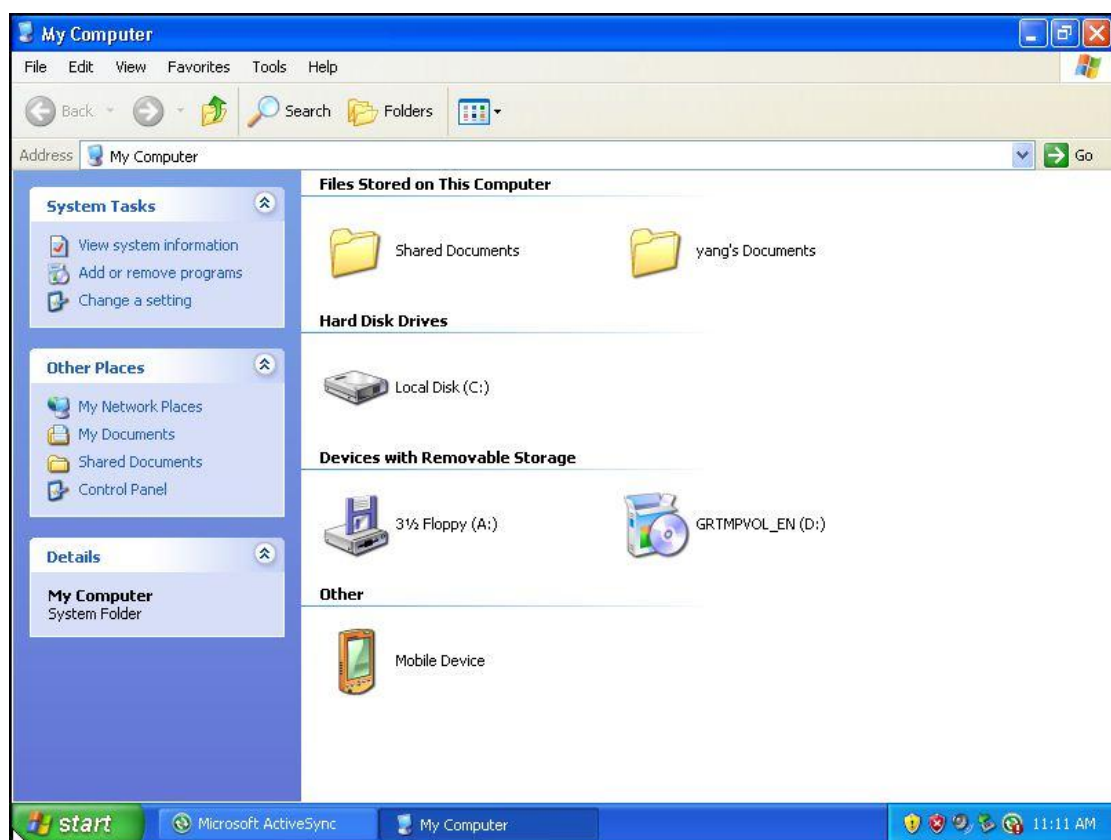 My Computer
File Edit View Favorites Tools Help
Back Search Folders
Address My Computer Go
System Tasks
View system information
Add or remove programs
Change a setting
Other Places
My Network Places
My Documents
Shared Documents
Control Panel
Details
My Computer
System Folder
Files Stored on This Computer
Shared Documents yang's Documents
Hard Disk Drives
Local Disk (C:)
Devices with Removable Storage
3½ Floppy (A:) GRTMPVOL_EN (D:)
Other
Mobile Device
start Microsoft ActiveSync My Computer 11:11 AM